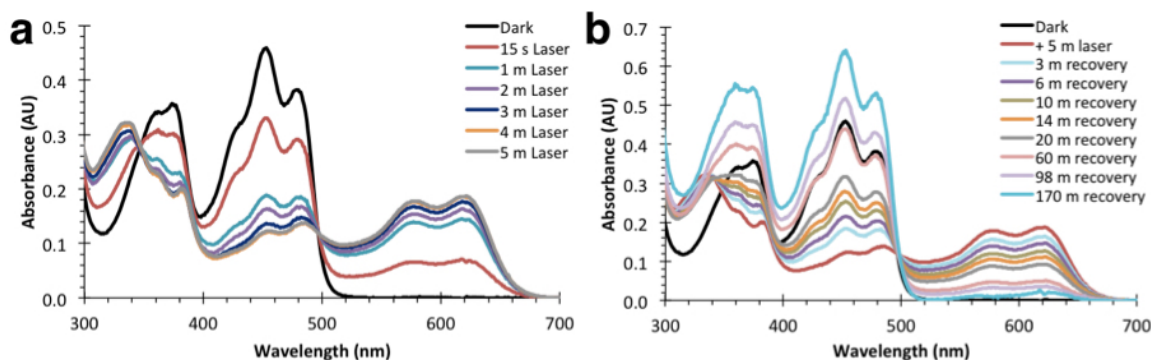 a
Absorbance (AU)
0.5
0.4
0.3
0.2
0.1
0.0
300
400
500
600
700
Wavelength (nm)
Dark
15 s Laser
1 m Laser
2 m Laser
3 m Laser
4 m Laser
5 m Laser
b
Absorbance (AU)
0.7
0.6
0.5
0.4
0.3
0.2
0.1
0.0
300
400
500
600
700
Wavelength (nm)
Dark
+ 5 m laser
3 m recovery
6 m recovery
10 m recovery
14 m recovery
20 m recovery
60 m recovery
98 m recovery
170 m recovery